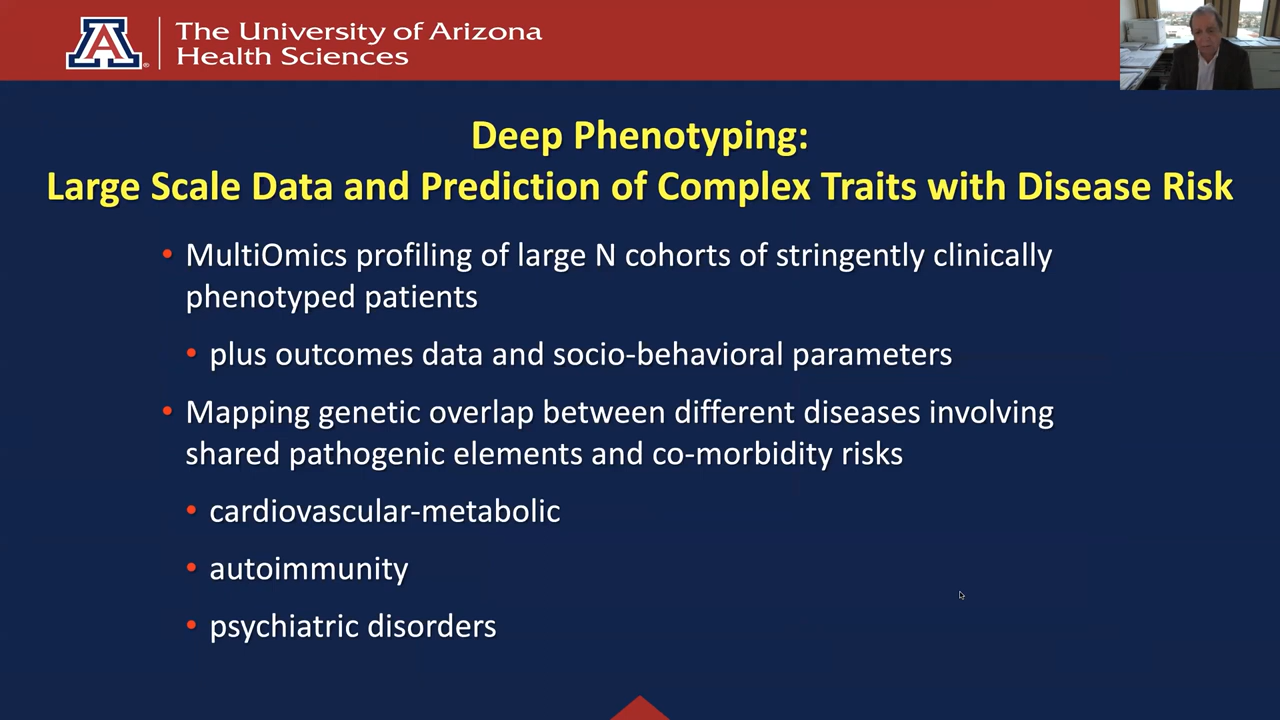 The University of Arizona
Health Sciences
Deep Phenotyping:
Large Scale Data and Prediction of Complex Traits with Disease Risk
• MultiOmics profiling of large N cohorts of stringently clinically
phenotyped patients
• plus outcomes data and socio-behavioral parameters
• Mapping genetic overlap between different diseases involving
shared pathogenic elements and co-morbidity risks
• cardiovascular-metabolic
• autoimmunity
• psychiatric disorders